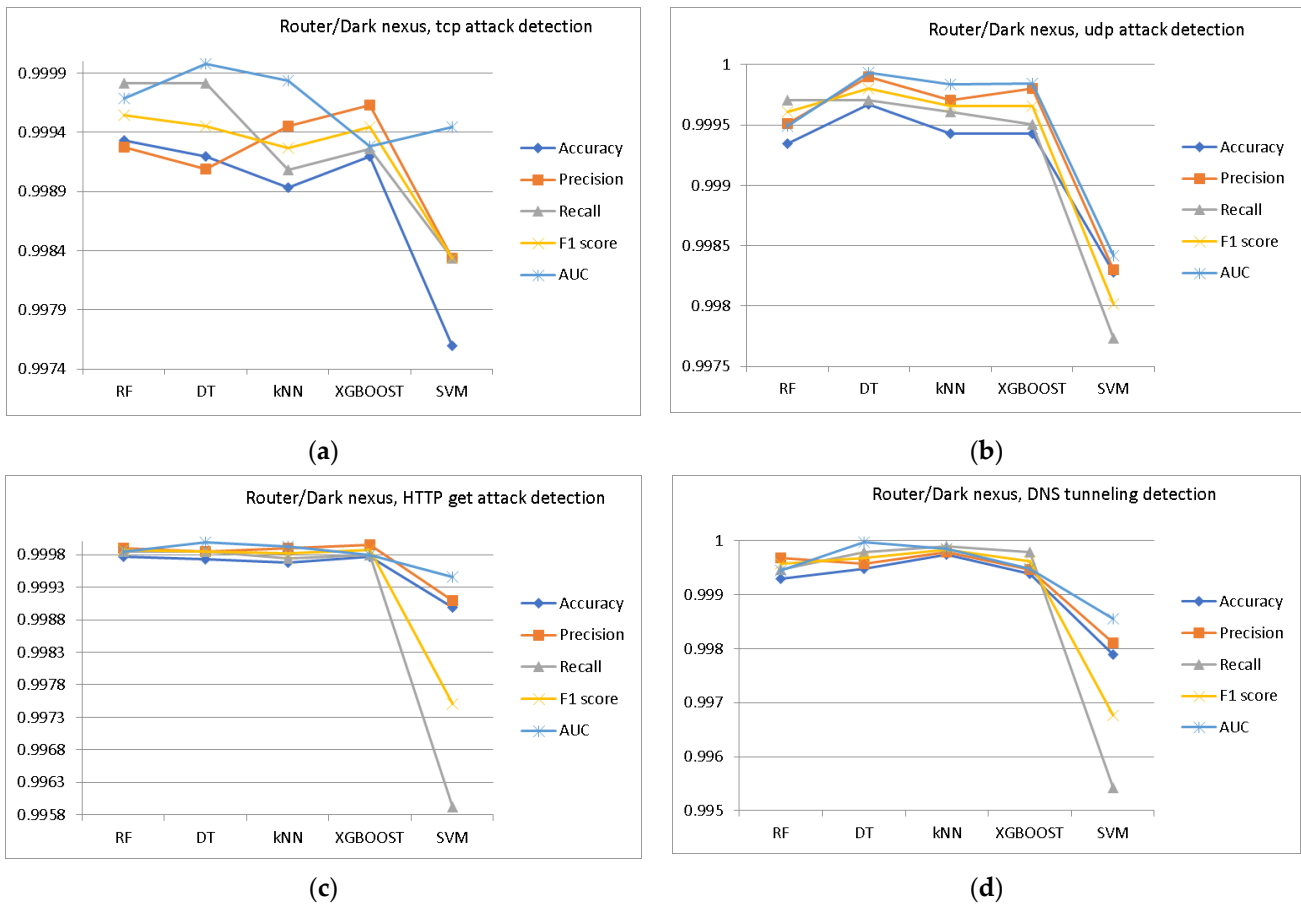 Router/Dark nexus, tcp attack detection
0.9999
0.9994
0.9989
0.9984
0.9979
0.9974
RF DT kNN XGBOOST SVM
Accuracy
Precision
Recall
F1 score
AUC
(a)
Router/Dark nexus, udp attack detection
1
0.9995
0.999
0.9985
0.998
0.9975
RF DT kNN XGBOOST SVM
Accuracy
Precision
Recall
F1 score
AUC
(b)
Router/Dark nexus, HTTP get attack detection
0.9998
0.9993
0.9988
0.9983
0.9978
0.9973
0.9968
0.9963
0.9958
RF DT kNN XGBOOST SVM
Accuracy
Precision
Recall
F1 score
AUC
(c)
Router/Dark nexus, DNS tunneling detection
1
0.999
0.998
0.997
0.996
0.995
RF DT kNN XGBOOST SVM
Accuracy
Precision
Recall
F1 score
AUC
(d)